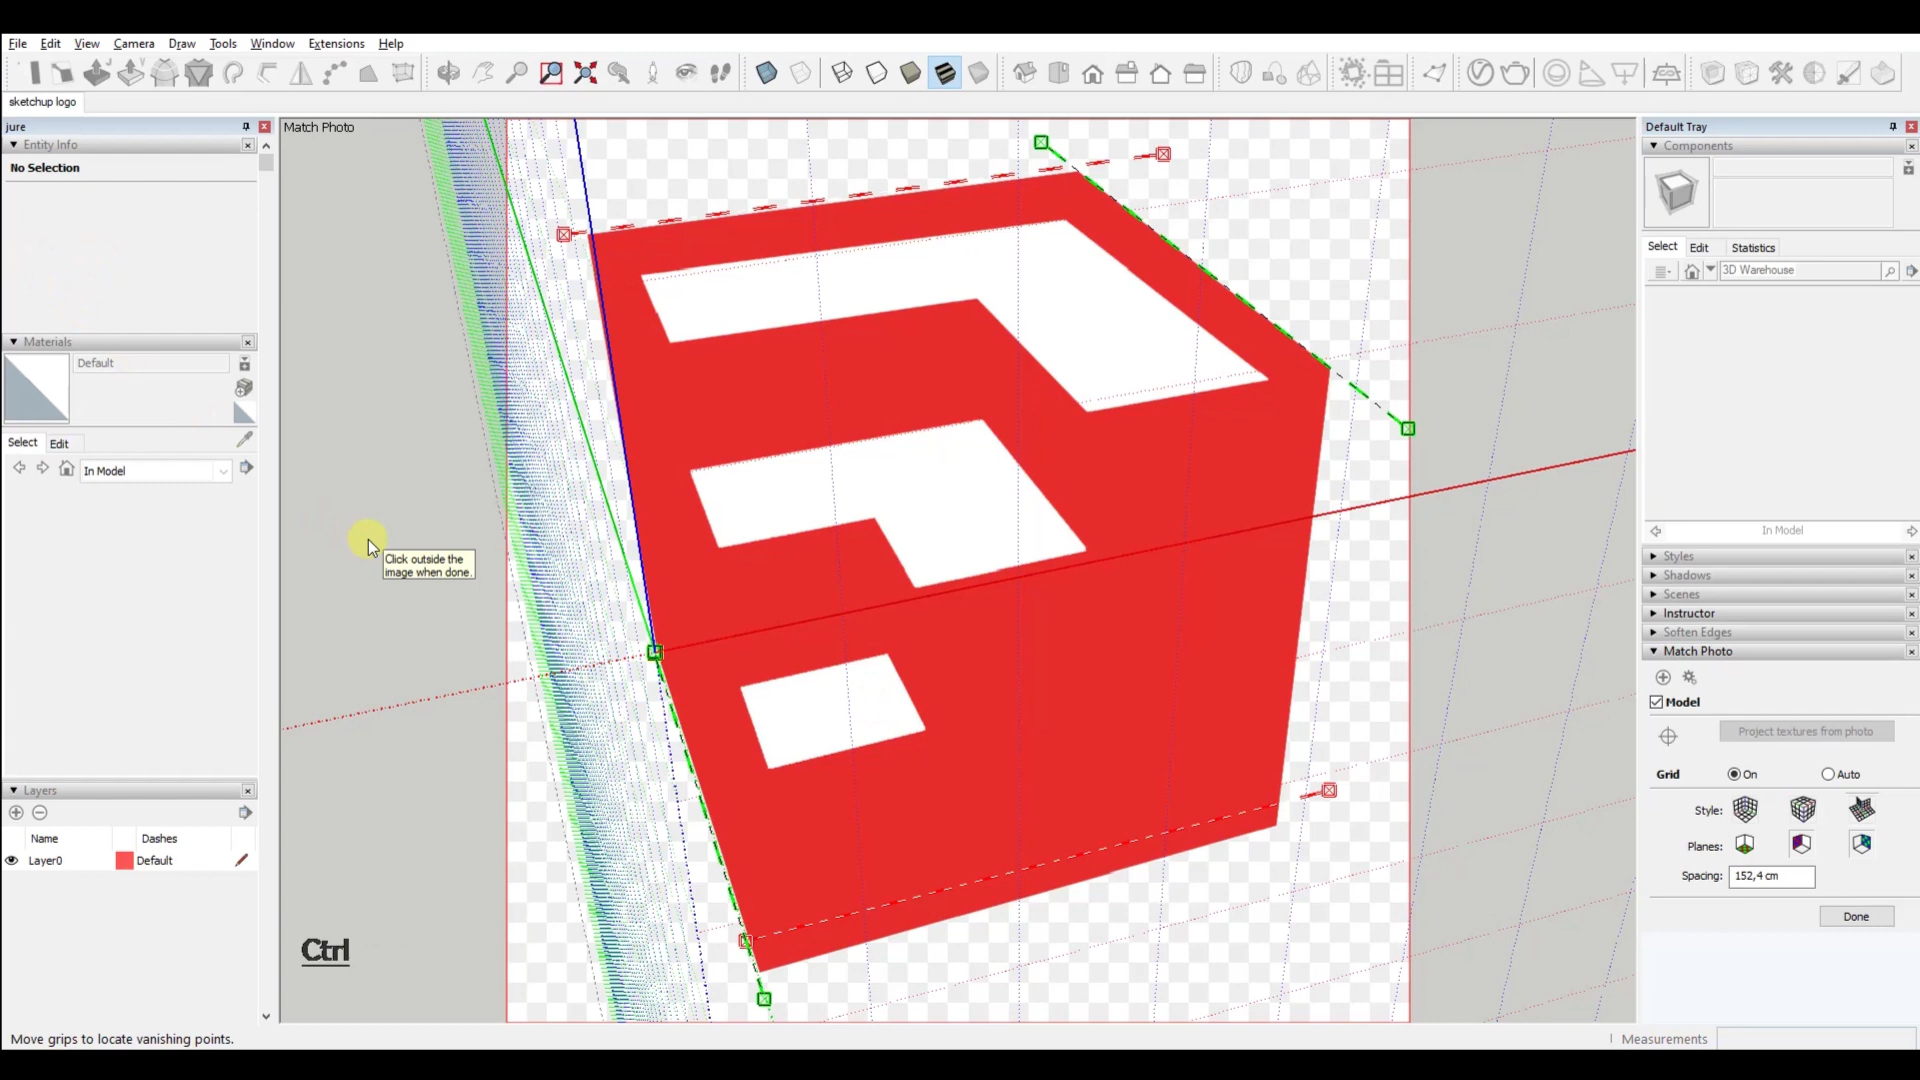 File Edit View Camera Draw Tools Window Extensions Help
sketchup logo
jure
Entity Info
No Selection
Materials
Default
Select Edit
In Model
Layers
Name Dashes
Layer0 Default
Match Photo
Click outside the
image when done.
Ctrl
Default Tray
Components
Select Edit Statistics
3D Warehouse
In Model
Styles
Shadows
Scenes
Instructor
Soften Edges
Match Photo
Model
Project textures from photo
Grid On Auto
Style:
Planes:
Spacing: 152,4 cm
Done
Move grips to locate vanishing points.
Measurements